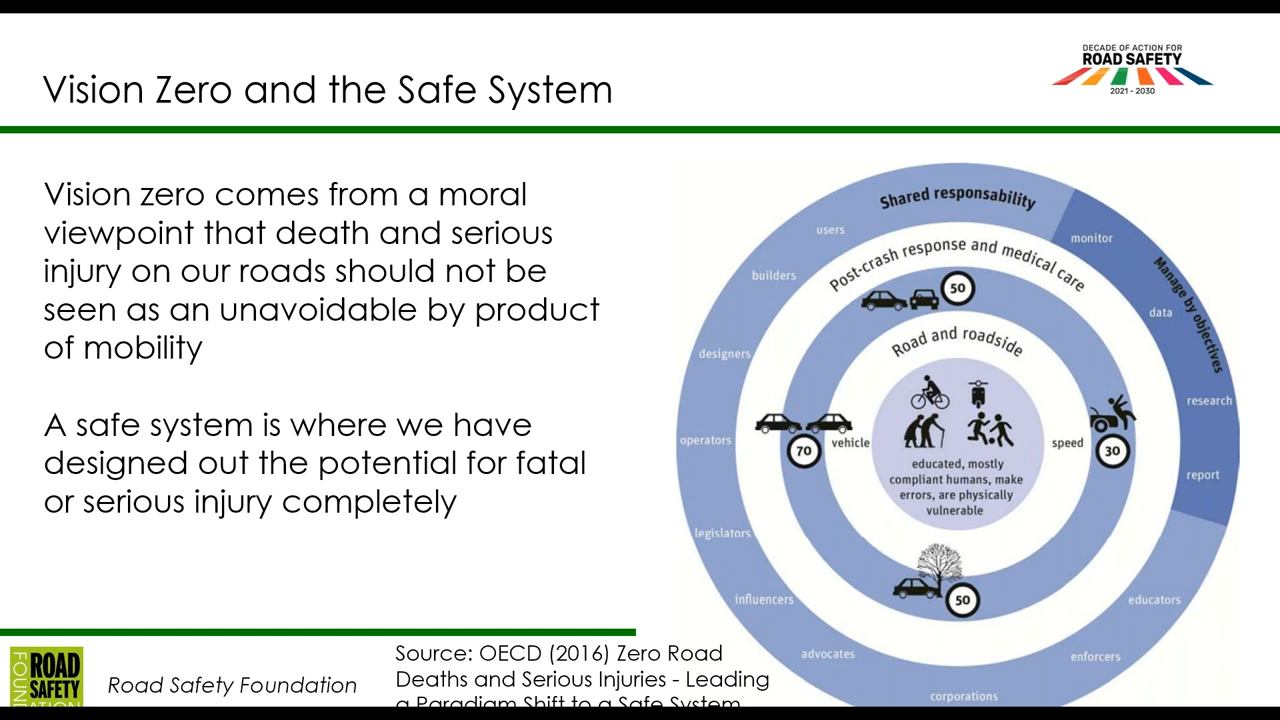 Vision Zero and the Safe System
DECADE OF ACTION FOR
ROAD SAFETY
2021 - 2030
Vision zero comes from a moral
viewpoint that death and serious
injury on our roads should not be
seen as an unavoidable by product
of mobility
A safe system is where we have
designed out the potential for fatal
or serious injury completely
Shared responsability
users
builders
designers
operators
legislators
influencers
advocates
corporations
enforcers
educators
Manage by objectives
monitor
data
research
report
Post-crash response and medical care
50
70
30
50
Road and roadside
vehicle
speed
educated, mostly
compliant humans, make
errors, are physically
vulnerable
ROAD
SAFETY
FOUNDATION
Road Safety Foundation
Source: OECD (2016) Zero Road
Deaths and Serious Injuries - Leading
a Paradigm Shift to a Safe System